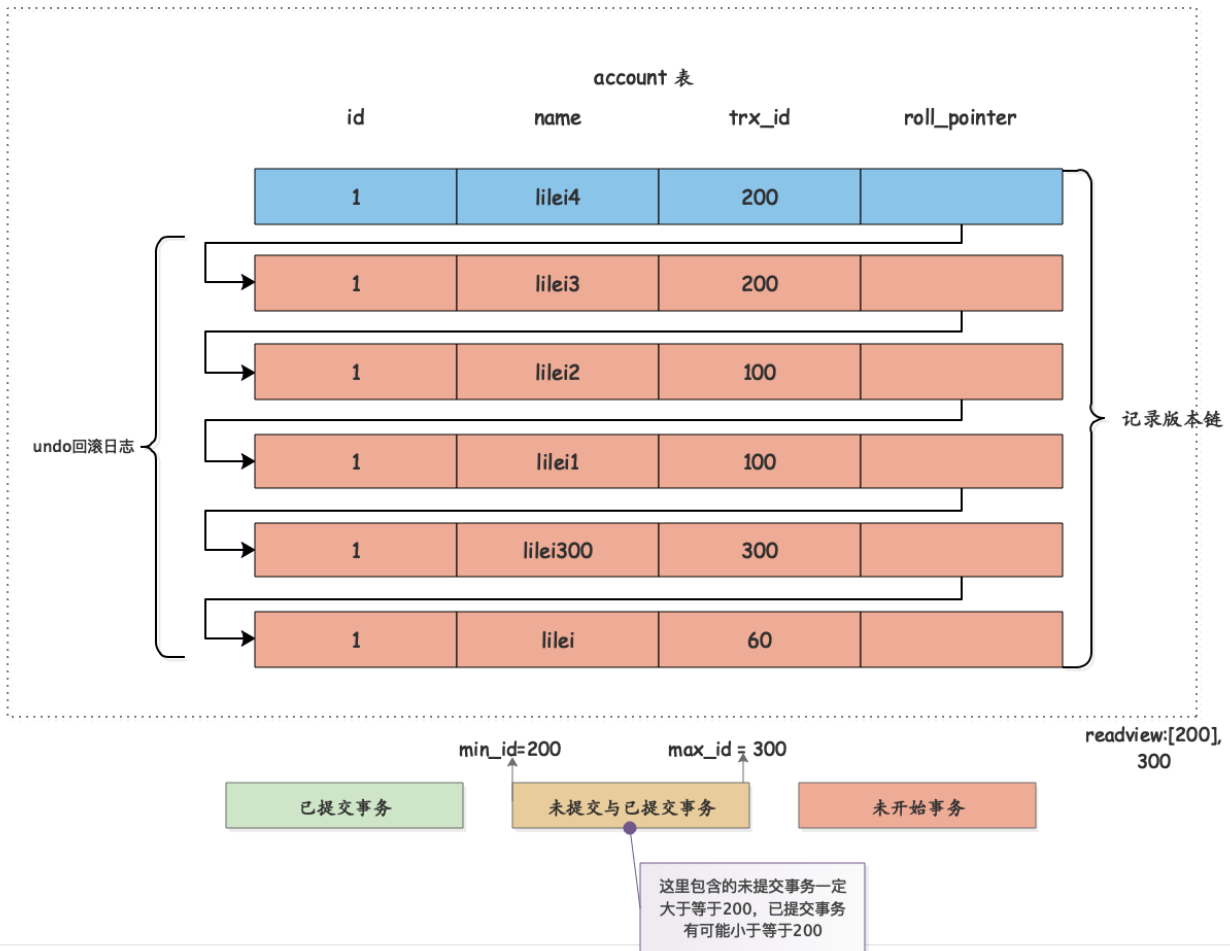 account 表
id name trx_id roll_pointer
1 lilei4 200
1 lilei3 200
1 lilei2 100
1 lilei1 100
1 lilei300 300
1 lilei 60
undo回滚日志
记录版本链
readview:[200],
300
min_id=200 max_id = 300
已提交事务 未提交与已提交事务 未开始事务
这里包含的未提交事务一定
大于等于200，已提交事务
有可能小于等于200